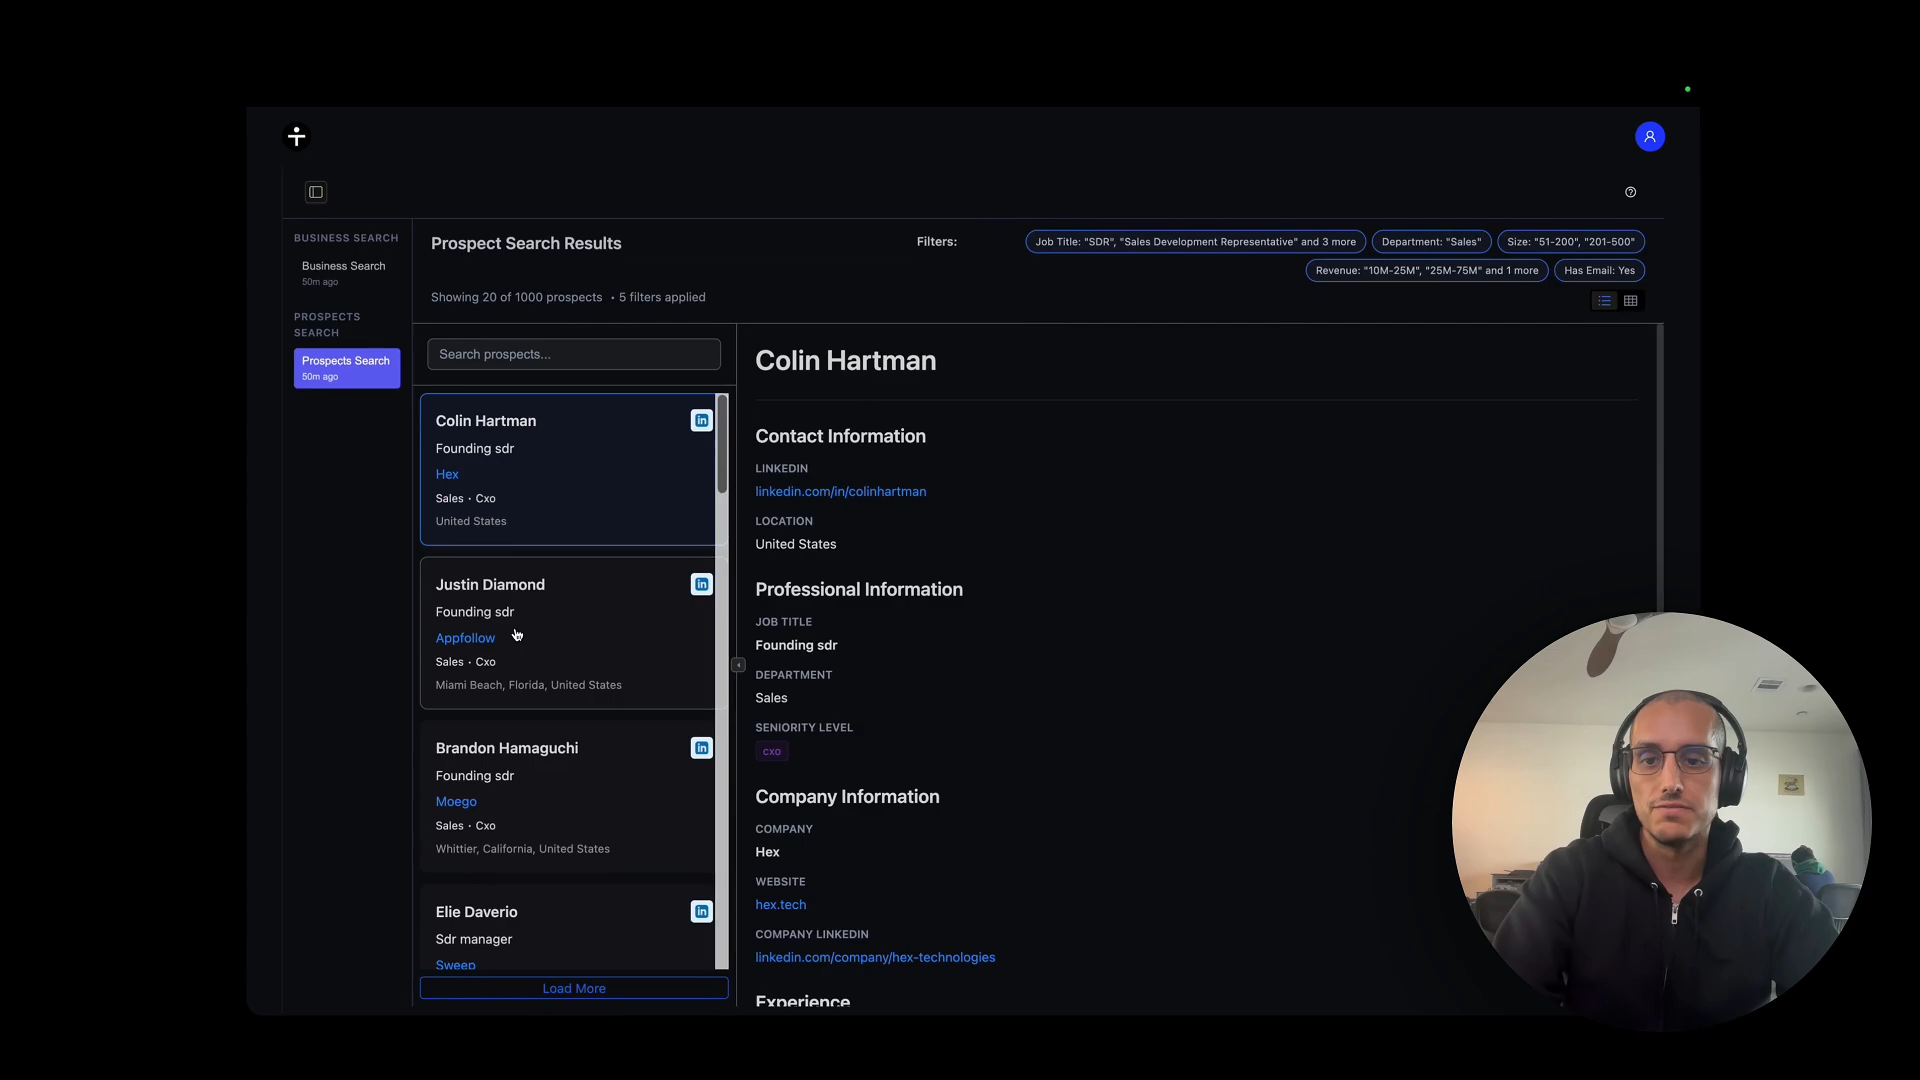 BUSINESS SEARCH
Business Search
50m ago
PROSPECTS
SEARCH
Prospects Search
50m ago
Prospect Search Results
Filters:
Job Title: "SDR", "Sales Development Representative" and 3 more
Department: "Sales"
Size: "51-200", "201-500"
Revenue: "10M-25M", "25M-75M" and 1 more
Has Email: Yes
Showing 20 of 1000 prospects • 5 filters applied
Search prospects...
Colin Hartman
in
Founding sdr
Hex
Sales • Cxo
United States
Justin Diamond
in
Founding sdr
Appfollow
Sales • Cxo
Miami Beach, Florida, United States
Brandon Hamaguchi
in
Founding sdr
Moego
Sales • Cxo
Whittier, California, United States
Elie Daverio
in
Sdr manager
Sweep
Load More
Colin Hartman
Contact Information
LINKEDIN
linkedin.com/in/colinhartman
LOCATION
United States
Professional Information
JOB TITLE
Founding sdr
DEPARTMENT
Sales
SENIORITY LEVEL
CXO
Company Information
COMPANY
Hex
WEBSITE
hex.tech
COMPANY LINKEDIN
linkedin.com/company/hex-technologies
Experience